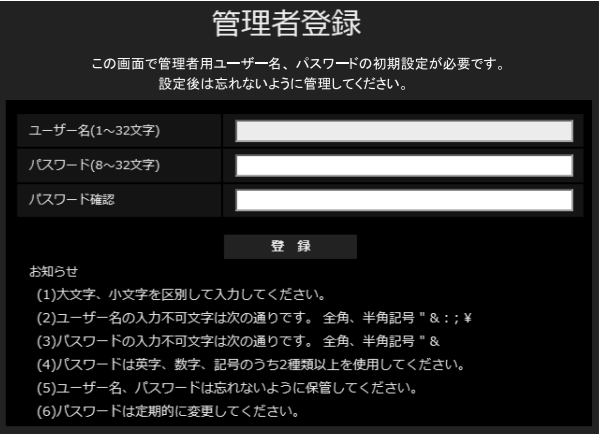 管理者登録
この画面で管理者用ユーザー名、パスワードの初期設定が必要です。
設定後は忘れないように管理してください。
ユーザー名(1～32文字)
パスワード(8～32文字)
パスワード確認
登 録
お知らせ
(1)大文字、小文字を区別して入力してください。
(2)ユーザー名の入力不可文字は次の通りです。 全角、半角記号 " & : ; ¥
(3)パスワードの入力不可文字は次の通りです。 全角、半角記号 " &
(4)パスワードは英字、数字、記号のうち2種類以上を使用してください。
(5)ユーザー名、パスワードは忘れないように保管してください。
(6)パスワードは定期的に変更してください。